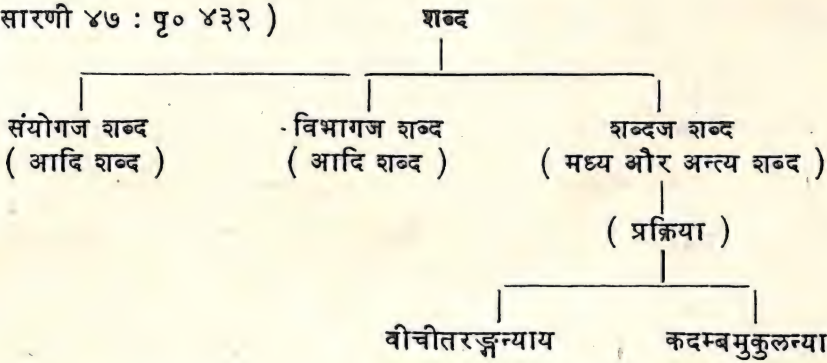 सारणी ४७ : पृ० ४३२ ) शब्द
संयोगज शब्द विभागज शब्द शब्दज शब्द
( आदि शब्द ) ( आदि शब्द ) ( मध्य और अन्त्य शब्द )
( प्रक्रिया )
वीचीतरङ्गन्याय कदम्बमुकुलन्या